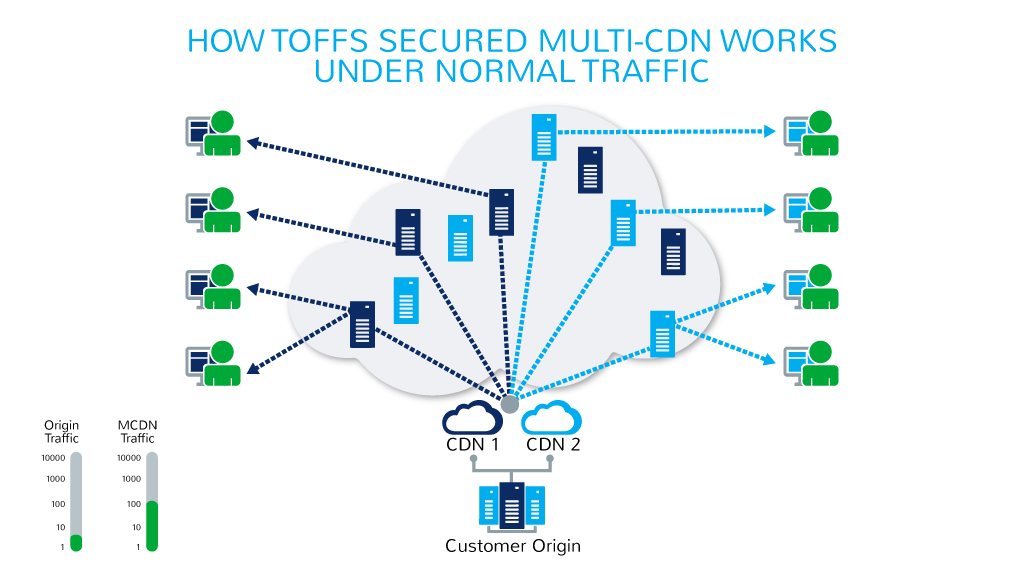 HOW TOFFS SECURED MULTI-CDN WORKS
UNDER NORMAL TRAFFIC
CDN 1
CDN 2
Customer Origin
Origin
Traffic
10000
1000
100
10
1
MCDN
Traffic
10000
1000
100
10
1